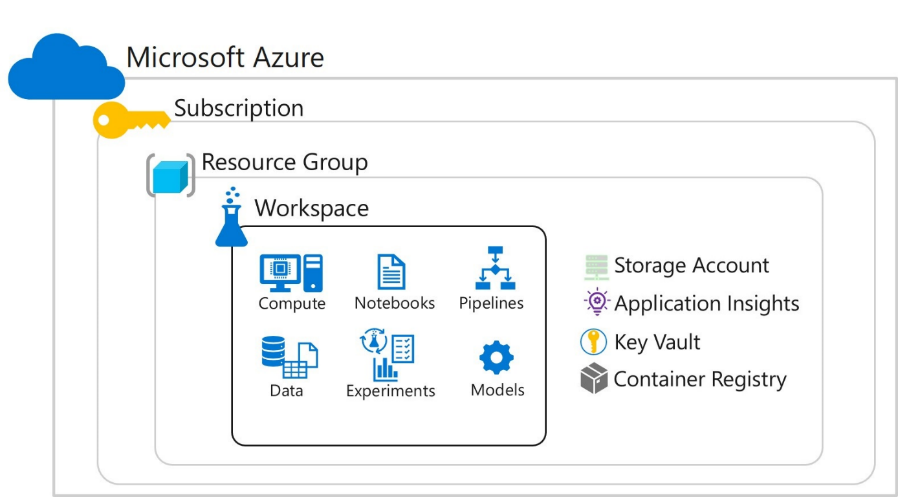 Microsoft Azure
Subscription
Resource Group
Workspace
Compute
Notebooks
Pipelines
Data
Experiments
Models
Storage Account
Application Insights
Key Vault
Container Registry